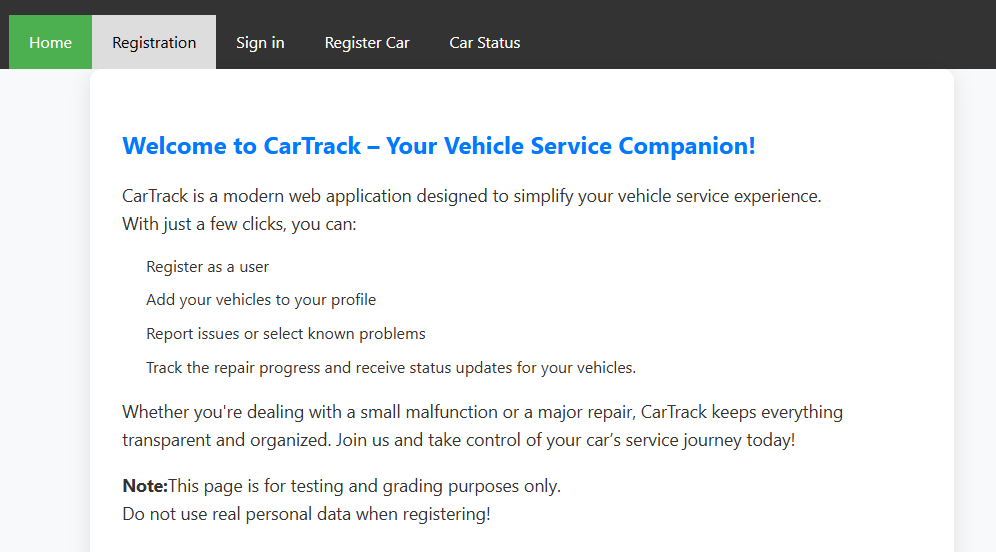 Home Registration Sign in Register Car Car Status
Welcome to CarTrack – Your Vehicle Service Companion!
CarTrack is a modern web application designed to simplify your vehicle service experience.
With just a few clicks, you can:
Register as a user
Add your vehicles to your profile
Report issues or select known problems
Track the repair progress and receive status updates for your vehicles.
Whether you're dealing with a small malfunction or a major repair, CarTrack keeps everything
transparent and organized. Join us and take control of your car’s service journey today!
Note:This page is for testing and grading purposes only.
Do not use real personal data when registering!